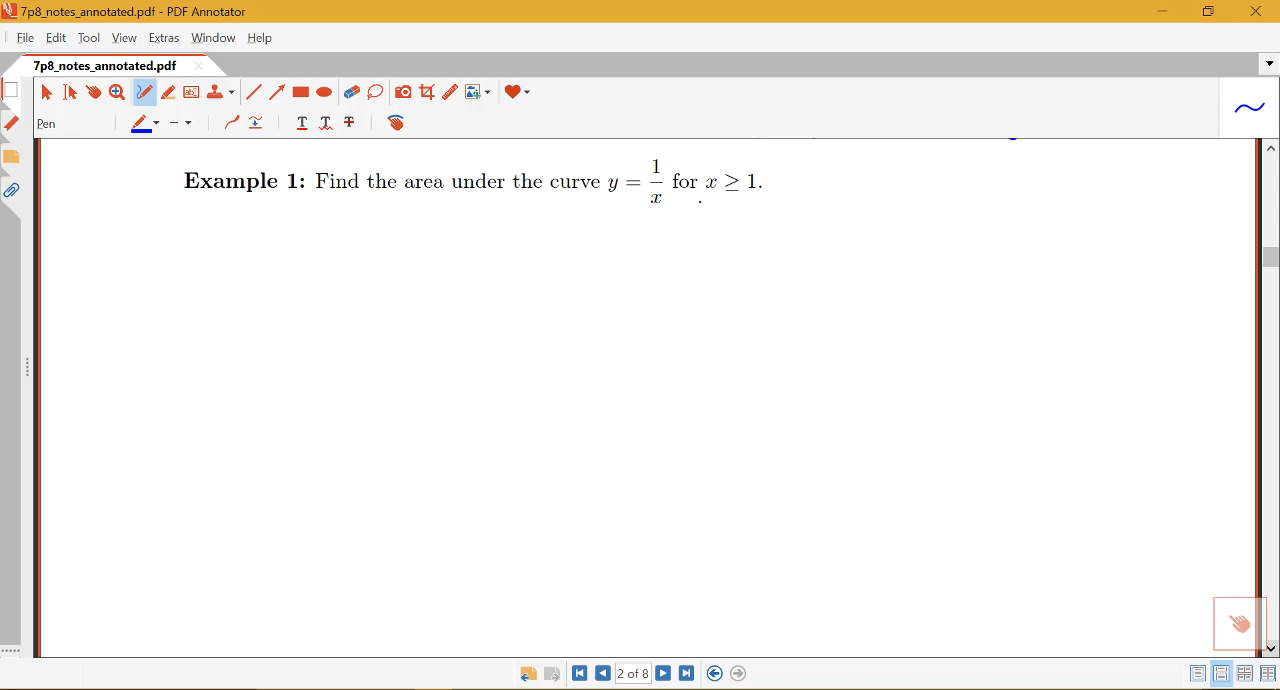 7p8_notes_annotated.pdf - PDF Annotator
File Edit Tool View Extras Window Help
7p8_notes_annotated.pdf
Pen
Example 1: Find the area under the curve y = 1/x for x ≥ 1.
2 of 8